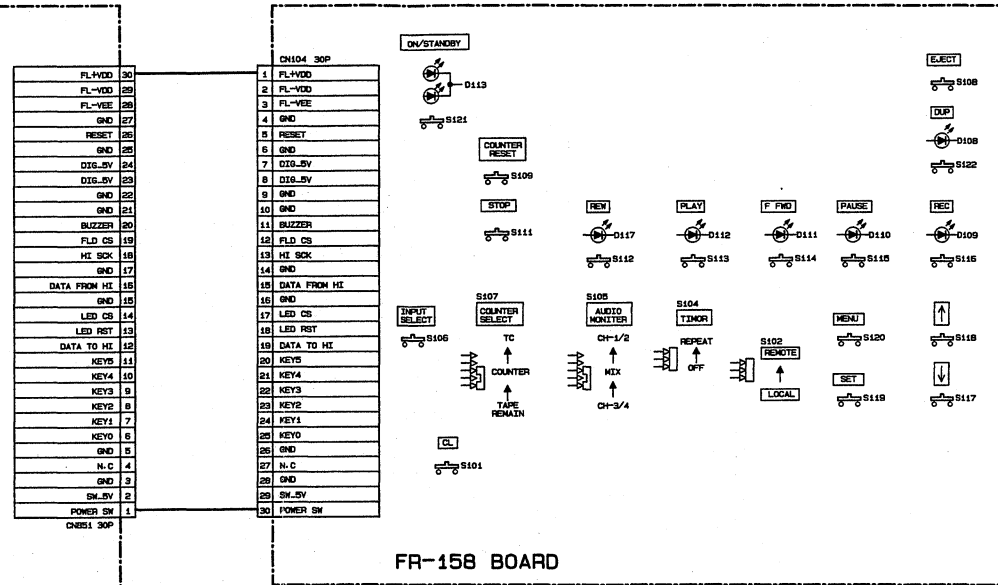 FL+VDD 30
FL-VDD 29
FL-VEE 28
GND 27
RESET 26
GND 25
DIG_5V 24
DIG_5V 23
GND 22
GND 21
BUZZER 20
FLD CS 19
HI SCK 18
GND 17
DATA FROM HI 16
GND 15
LED CS 14
LED RST 13
DATA TO HI 12
KEY5 11
KEY4 10
KEY3 9
KEY2 8
KEY1 7
KEY0 6
GND 5
N.C 4
GND 3
SW_5V 2
POWER SW 1
CN851 30P
CN104 30P
1 FL+VDD
2 FL-VDD
3 FL-VEE
4 GND
5 RESET
6 GND
7 DIG_5V
8 DIG_5V
9 GND
10 GND
11 BUZZER
12 FLD CS
13 HI SCK
14 GND
15 DATA FROM HI
16 GND
17 LED CS
18 LED RST
19 DATA TO HI
20 KEY5
21 KEY4
22 KEY3
23 KEY2
24 KEY1
25 KEY0
26 GND
27 N.C
28 GND
29 SW_5V
30 POWER SW
ON/STANDBY
D113
S121
EJECT
S108
DUP
D108
S122
COUNTER
RESET
S109
STOP
S111
REW
D117
S112
PLAY
D112
S113
F FWD
D111
S114
PAUSE
D110
S115
REC
D109
S116
INPUT
SELECT
S106
S107
COUNTER
SELECT
TC
COUNTER
TAPE
REMAIN
S105
AUDIO
MONITER
CH-1/2
MIX
CH-3/4
S104
TIMOR
REPEAT
OFF
S102
REMOTE
LOCAL
MENU
S120
SET
S119
↑
S118
↓
S117
CL
S101
FR-158 BOARD